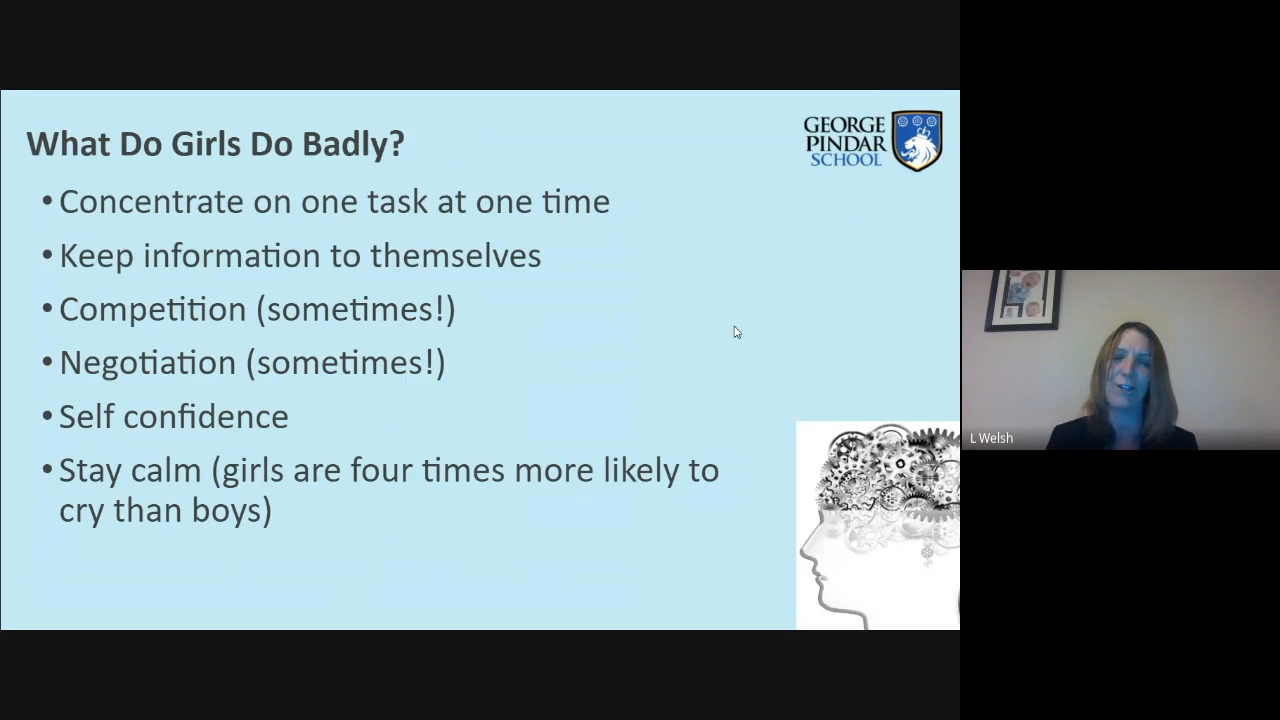 What Do Girls Do Badly?
GEORGE
PINDAR
SCHOOL
• Concentrate on one task at one time
• Keep information to themselves
• Competition (sometimes!)
• Negotiation (sometimes!)
• Self confidence
• Stay calm (girls are four times more likely to
cry than boys)
L Welsh